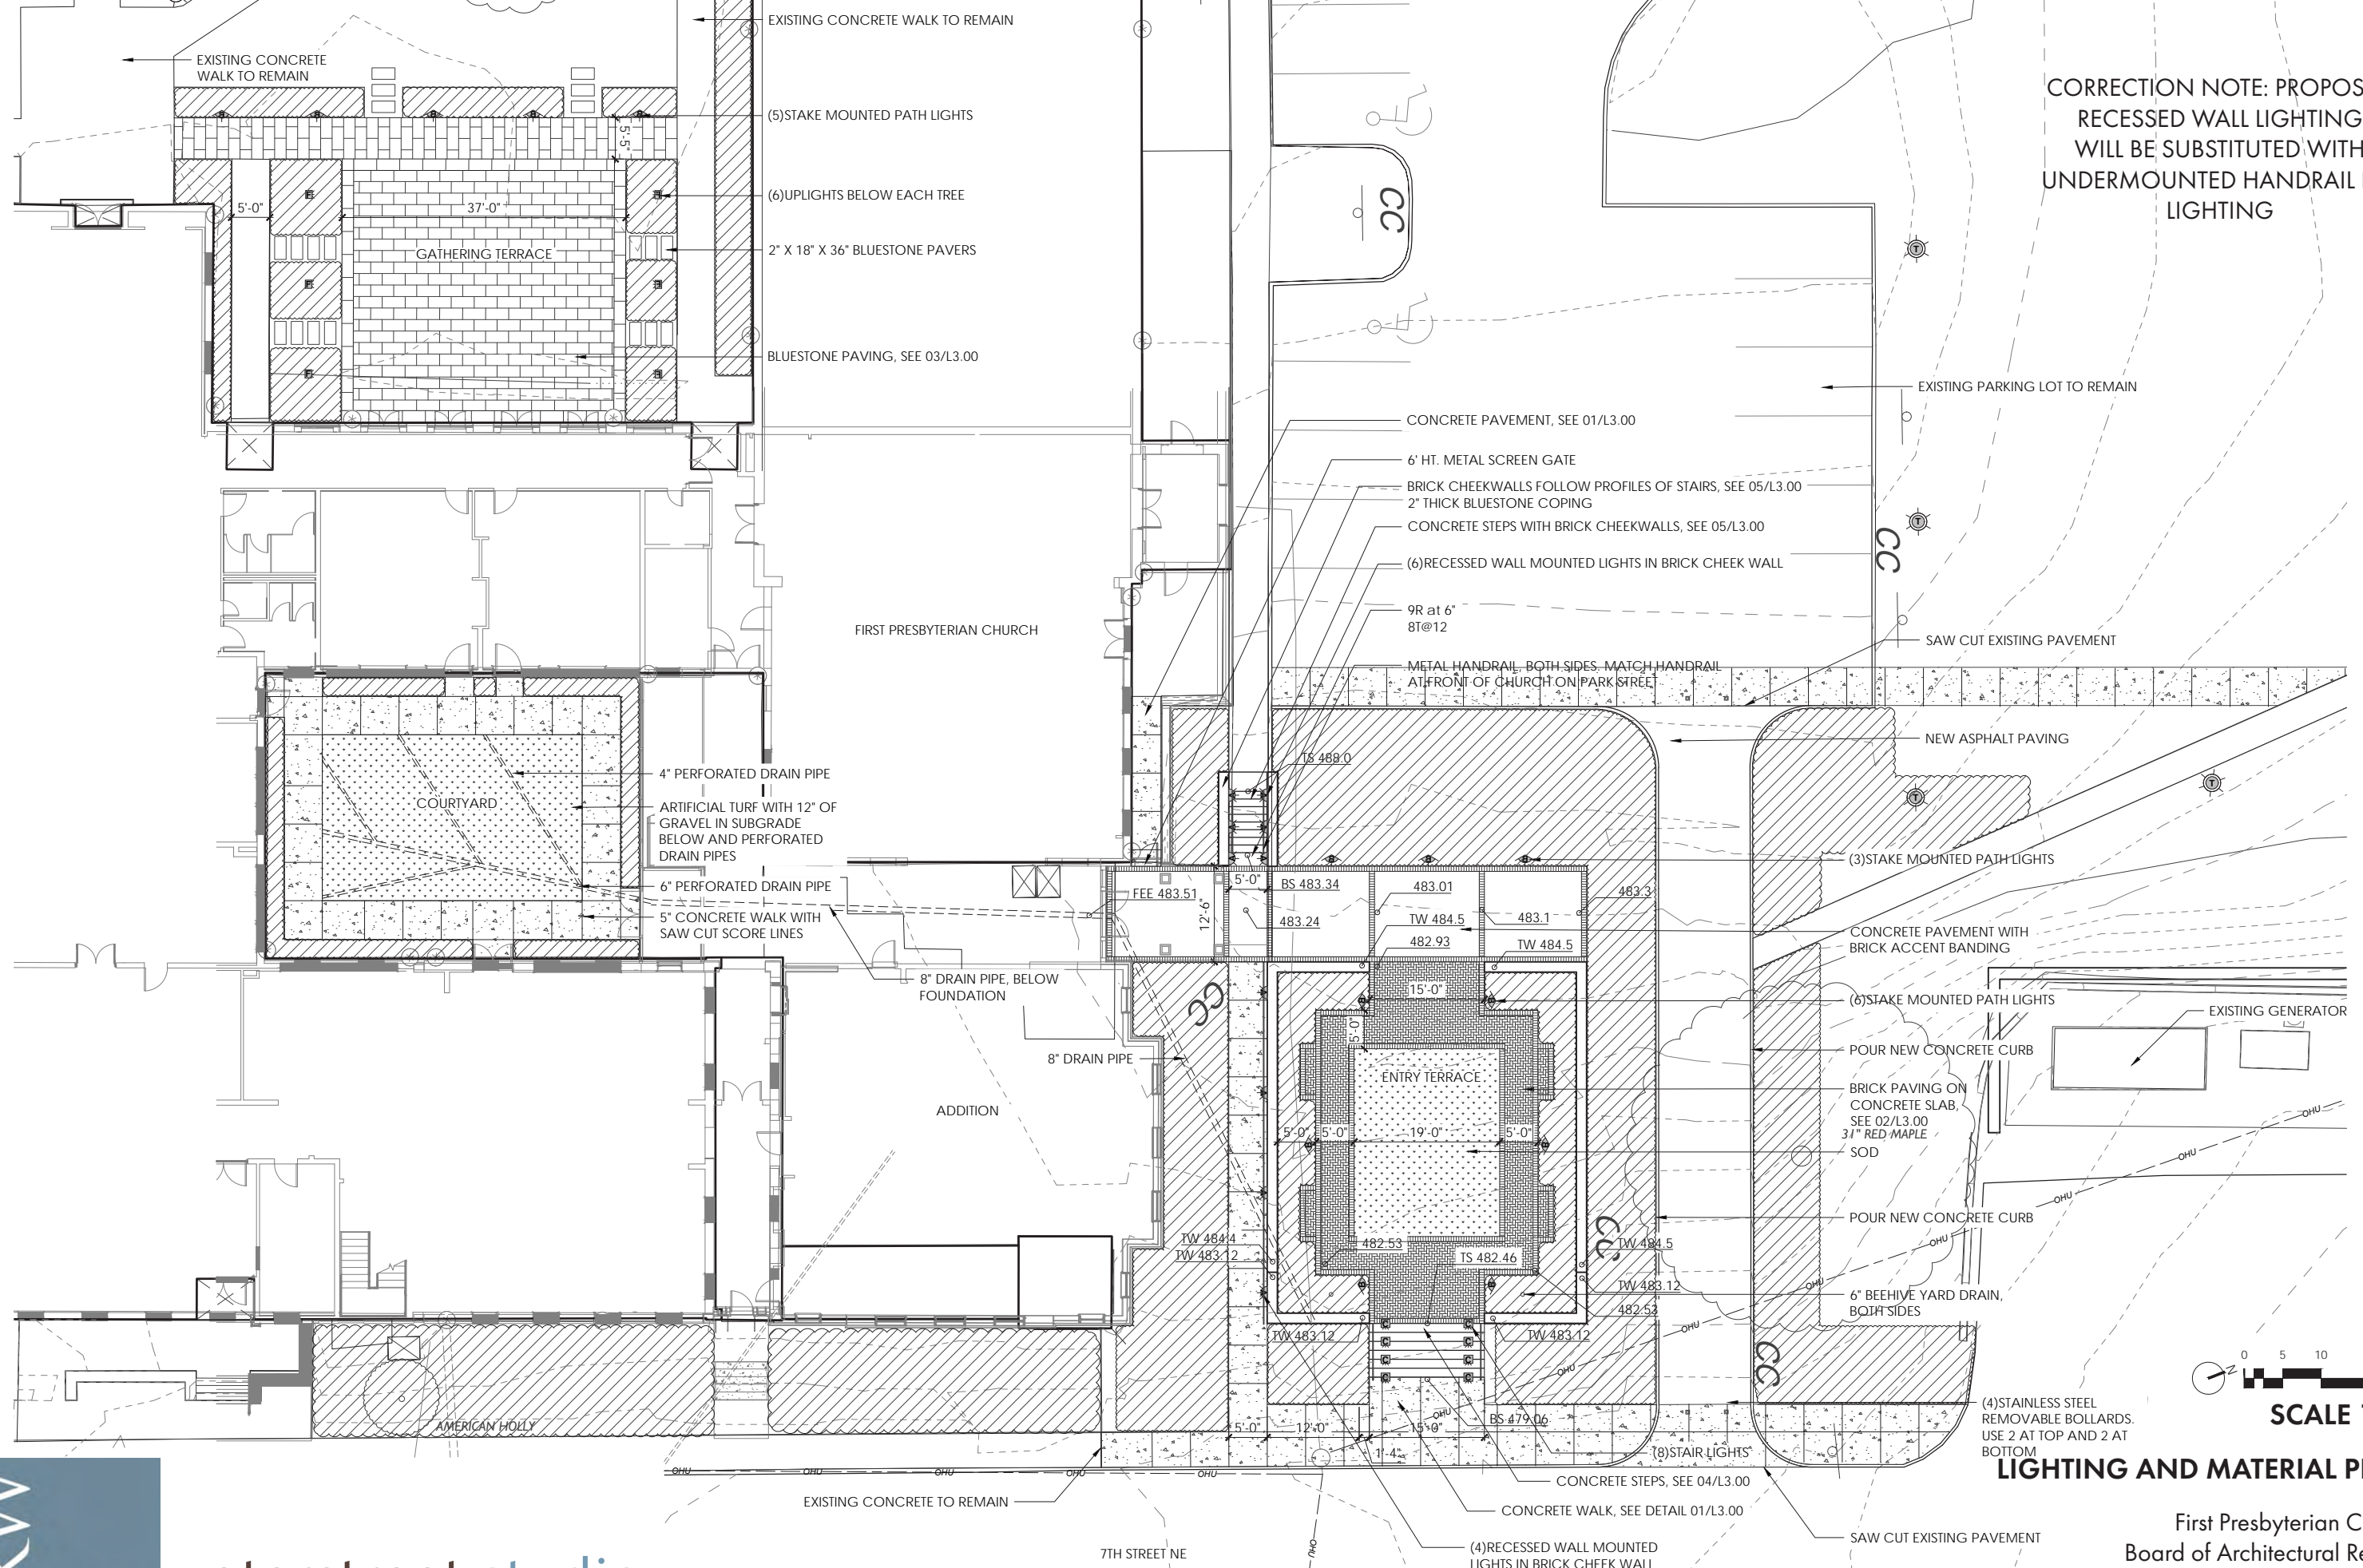 EXISTING CONCRETE WALK TO REMAIN
EXISTING CONCRETE
WALK TO REMAIN
(5)STAKE MOUNTED PATH LIGHTS
5'-5"
(6)UPLIGHTS BELOW EACH TREE
5'-0"
37'-0"
GATHERING TERRACE
2" X 18" X 36" BLUESTONE PAVERS
BLUESTONE PAVING, SEE 03/L3.00
CC
CORRECTION NOTE: PROPOS
RECESSED WALL LIGHTING
WILL BE SUBSTITUTED WITH
UNDERMOUNTED HANDRAIL
LIGHTING
T
EXISTING PARKING LOT TO REMAIN
CONCRETE PAVEMENT, SEE 01/L3.00
6' HT. METAL SCREEN GATE
BRICK CHEEKWALLS FOLLOW PROFILES OF STAIRS, SEE 05/L3.00
2" THICK BLUESTONE COPING
CONCRETE STEPS WITH BRICK CHEEKWALLS, SEE 05/L3.00
T
CC
(6)RECESSED WALL MOUNTED LIGHTS IN BRICK CHEEK WALL
9R at 6"
8T@12
FIRST PRESBYTERIAN CHURCH
SAW CUT EXISTING PAVEMENT
METAL HANDRAIL, BOTH SIDES. MATCH HANDRAIL
AT FRONT OF CHURCH ON PARK STREET
NEW ASPHALT PAVING
TS 488.0
4" PERFORATED DRAIN PIPE
COURTYARD
ARTIFICIAL TURF WITH 12" OF
GRAVEL IN SUBGRADE
BELOW AND PERFORATED
DRAIN PIPES
T
T
(3)STAKE MOUNTED PATH LIGHTS
6" PERFORATED DRAIN PIPE
5" CONCRETE WALK WITH
SAW CUT SCORE LINES
FFE 483.51
12'-6"
5'-0"
BS 483.34
483.24
483.01
TW 484.5
482.93
483.1
TW 484.5
483.3
CONCRETE PAVEMENT WITH
BRICK ACCENT BANDING
8" DRAIN PIPE, BELOW
FOUNDATION
CC
15'-0"
5'-0"
(6)STAKE MOUNTED PATH LIGHTS
EXISTING GENERATOR
8" DRAIN PIPE
POUR NEW CONCRETE CURB
ENTRY TERRACE
BRICK PAVING ON
CONCRETE SLAB,
SEE 02/L3.00
31" RED MAPLE
SOD
ADDITION
5'-0"
5'-0"
19'-0"
5'-0"
OHU
OHU
OHU
POUR NEW CONCRETE CURB
OHU
CC
TW 484.4
TW 483.12
482.53
TS 482.46
TW 484.5
TW 483.12
482.53
OHU
6" BEEHIVE YARD DRAIN,
BOTH SIDES
TW 483.12
TW 483.12
OHU
OHU
CC
N
0 5 10
SCALE
AMERICAN HOLLY
OHU
BS 479.06
5'-0"
12'-0"
15'-0"
1'-4"
(8)STAIR LIGHTS
(4)STAINLESS STEEL
REMOVABLE BOLLARDS.
USE 2 AT TOP AND 2 AT
BOTTOM
LIGHTING AND MATERIAL
OHU
OHU
OHU
OHU
OHU
EXISTING CONCRETE TO REMAIN
CONCRETE STEPS, SEE 04/L3.00
CONCRETE WALK, SEE DETAIL 01/L3.00
SAW CUT EXISTING PAVEMENT
First Presbyterian C
Board of Architectural Re
7TH STREET NE
OHU
(4)RECESSED WALL MOUNTED
LIGHTS IN BRICK CHEEK WALL